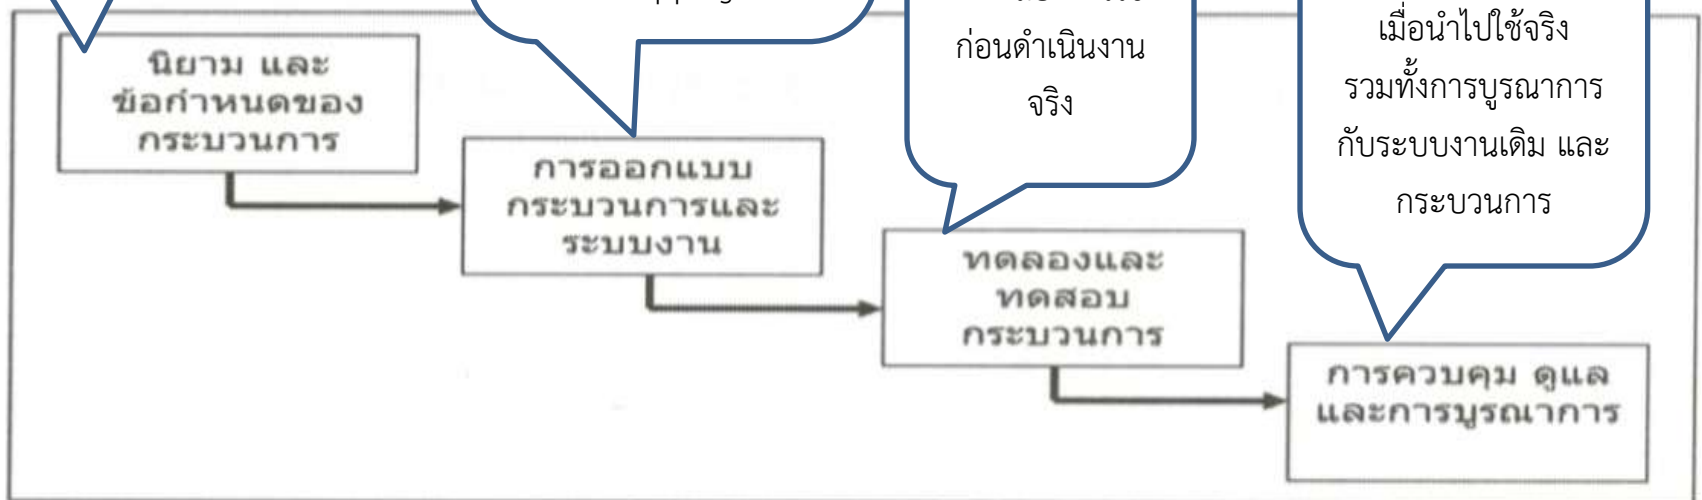 ก่อนดำเนินงาน
จริง
เมื่อนำไปใช้จริง
รวมทั้งการบูรณาการ
กับระบบงานเดิม และ
กระบวนการ
นิยาม และ
ข้อกำหนดของ
กระบวนการ
การออกแบบ
กระบวนการและ
ระบบงาน
ทดลองและ
ทดสอบ
กระบวนการ
การควบคุม ดูแล
และการบูรณาการ